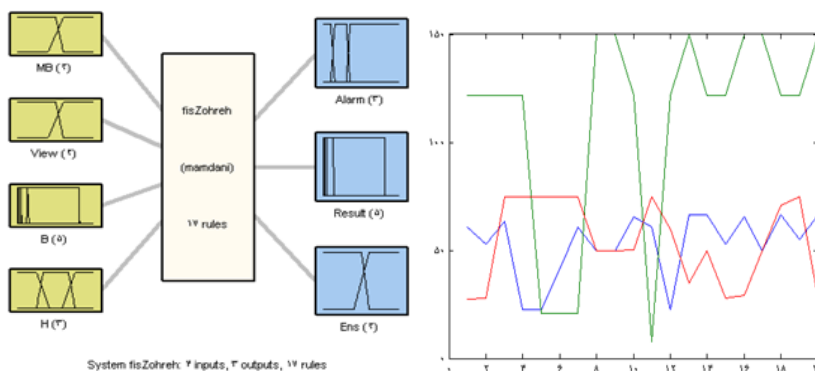 MB (۲)
View (۲)
B (۵)
H (۳)
fisZohreh
(mamdani)
۱۷ rules
Alarm (۳)
Result (۵)
Ens (۲)
System fisZohreh: ۴ inputs, ۳ outputs, ۱۷ rules
۱۵۰
۱۰۰
۵۰
۰
۰ ۲ ۴ ۶ ۸ ۱۰ ۱۲ ۱۴ ۱۶ ۱۸